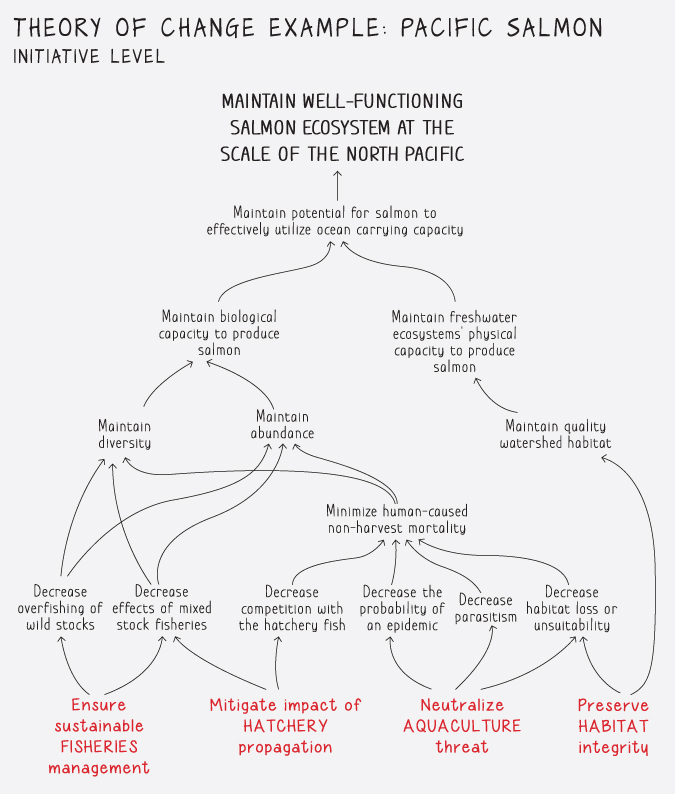 THEORY OF CHANGE EXAMPLE: PACIFIC SALMON
INITIATIVE LEVEL
MAINTAIN WELL-FUNCTIONING
SALMON ECOSYSTEM AT THE
SCALE OF THE NORTH PACIFIC
Maintain potential for salmon to
effectively utilize ocean carrying capacity
Maintain biological
capacity to produce
salmon
Maintain freshwater
ecosystems' physical
capacity to produce
salmon
Maintain
diversity
Maintain
abundance
Maintain quality
watershed habitat
Minimize human-caused
non-harvest mortality
Decrease
overfishing of
wild stocks
Decrease
effects of mixed
stock fisheries
Decrease
competition with
the hatchery fish
Decrease the
probability of
an epidemic
Decrease
parasitism
Decrease
habitat loss or
unsuitability
Ensure
sustainable
FISHERIES
management
Mitigate impact of
HATCHERY
propagation
Neutralize
AQUACULTURE
threat
Preserve
HABITAT
integrity